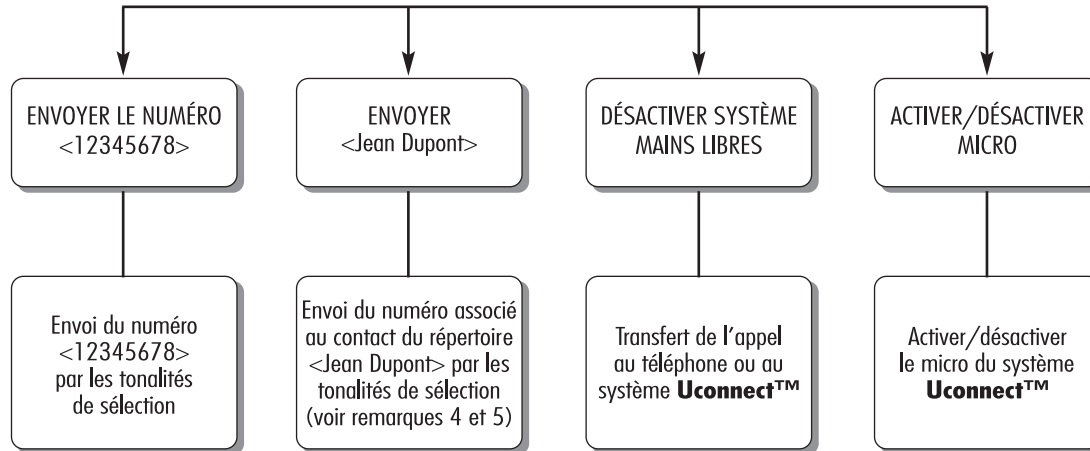 ENVOYER LE NUMÉRO
<12345678>
ENVOYER
<Jean Dupont>
DÉSACTIVER SYSTÈME
MAINS LIBRES
ACTIVER/DÉSACTIVER
MICRO
Envoi du numéro
<12345678>
par les tonalités
de sélection
Envoi du numéro associé
au contact du répertoire
<Jean Dupont> par les
tonalités de sélection
(voir remarques 4 et 5)
Transfert de l'appel
au téléphone ou au
système Uconnect™
Activer/désactiver
le micro du système
Uconnect™